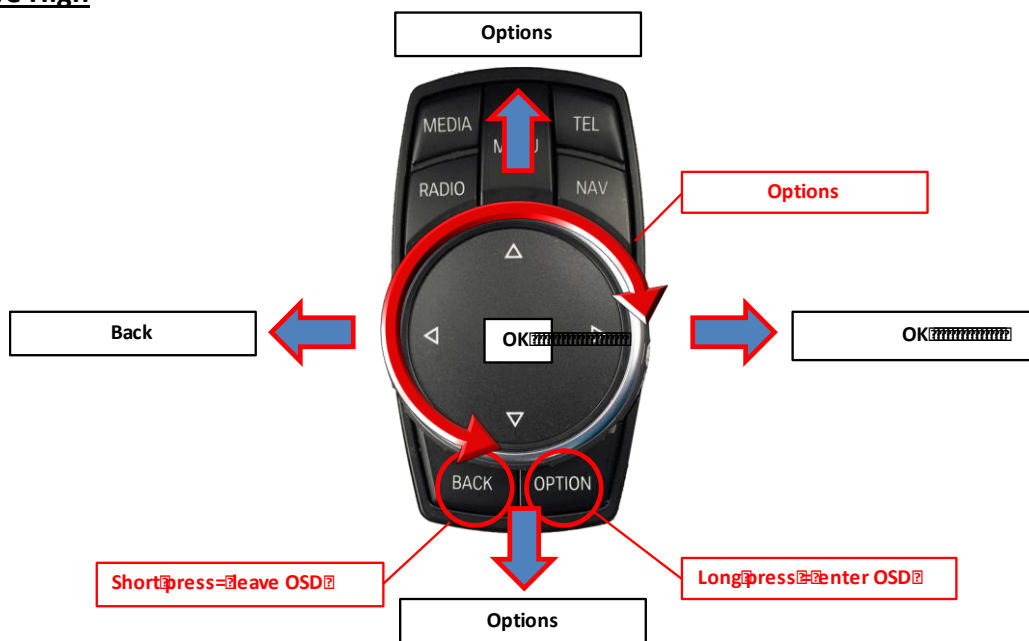 High
Options
MEDIA
TEL
RADIO
NAV
Options
Back
OK
OK
BACK
OPTION
Short press= leave OSD
Long press = enter OSD
Options